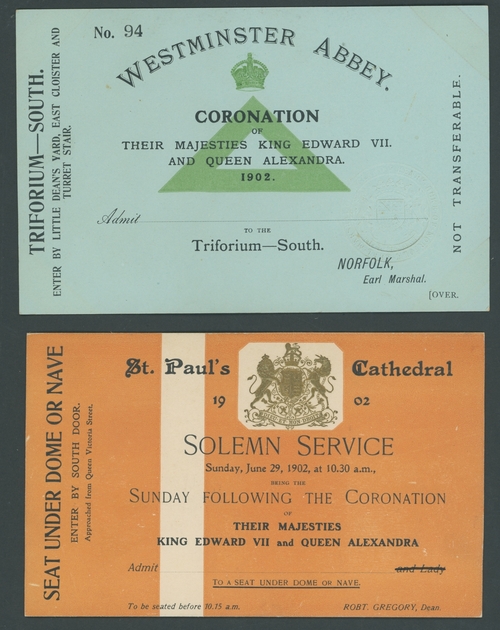 No. 94
WESTMINSTER ABBEY.
CORONATION
OF
THEIR MAJESTIES KING EDWARD VII.
AND QUEEN ALEXANDRA.
1902.
Admit
TO THE
Triforium—South.
NORFOLK,
Earl Marshal.
[OVER.
TRIFORIUM—SOUTH.
ENTER BY LITTLE DEAN'S YARD, EAST CLOISTER AND
TURRET STAIR.
NOT TRANSFERABLE.
St. Paul's Cathedral
19 02
SOLEMN SERVICE
Sunday, June 29, 1902, at 10.30 a.m.,
BEING THE
SUNDAY FOLLOWING THE CORONATION
OF
THEIR MAJESTIES
KING EDWARD VII and QUEEN ALEXANDRA
Admit and Lady
TO A SEAT UNDER DOME OR NAVE.
To be seated before 10.15 a.m. ROBT. GREGORY, Dean.
SEAT UNDER DOME OR NAVE
ENTER BY SOUTH DOOR.
Approached from Queen Victoria Street.